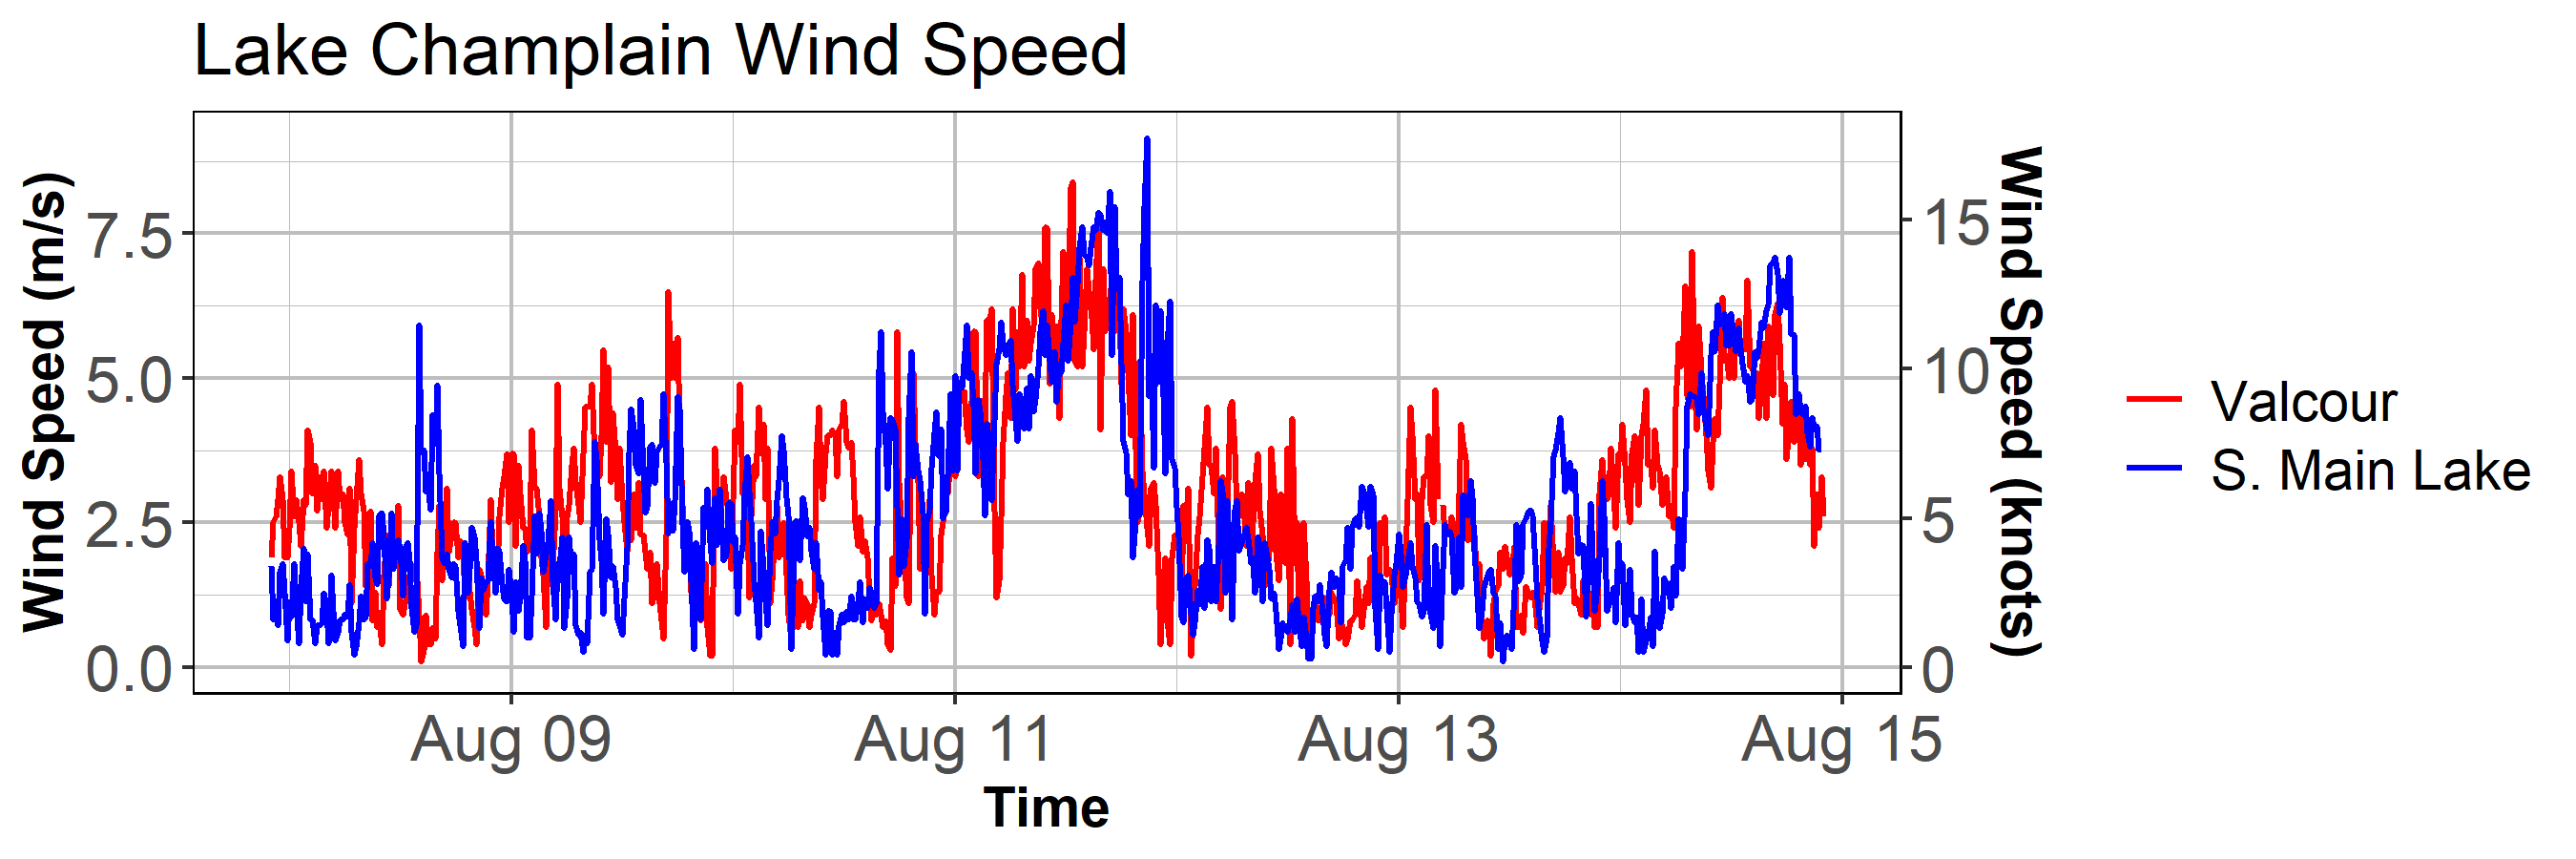 Lake Champlain Wind Speed
Wind Speed (m/s)
7.5
5.0
2.5
0.0
15
10
5
0
Wind Speed (knots)
Aug 09
Aug 11
Aug 13
Aug 15
Time
Valcour
S. Main Lake